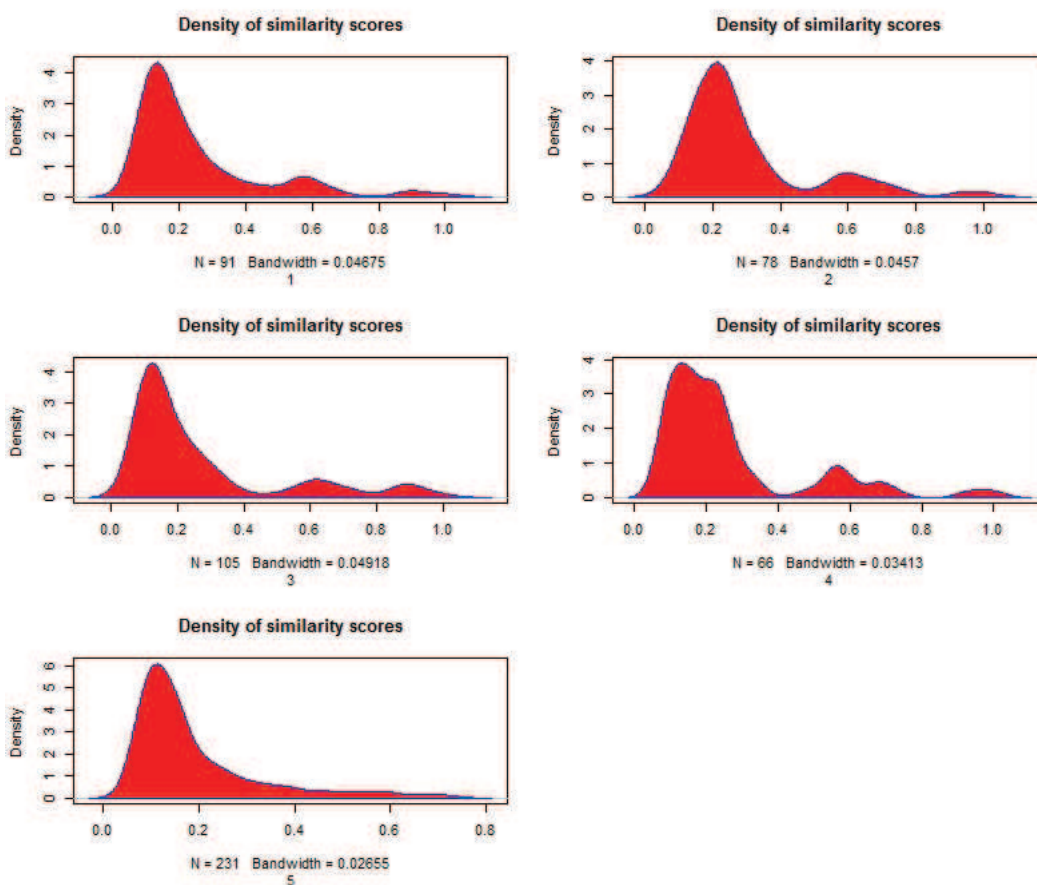 Density of similarity scores
Density
4
3
2
1
0
0.0 0.2 0.4 0.6 0.8 1.0
N = 91 Bandwidth = 0.04675
1
Density of similarity scores
Density
4
3
2
1
0
0.0 0.2 0.4 0.6 0.8 1.0
N = 78 Bandwidth = 0.0457
2
Density of similarity scores
Density
4
3
2
1
0
0.0 0.2 0.4 0.6 0.8 1.0
N = 105 Bandwidth = 0.04918
3
Density of similarity scores
Density
4
3
2
1
0
0.0 0.2 0.4 0.6 0.8 1.0
N = 66 Bandwidth = 0.03413
4
Density of similarity scores
Density
6
5
4
3
2
1
0
0.0 0.2 0.4 0.6 0.8
N = 231 Bandwidth = 0.02655
5